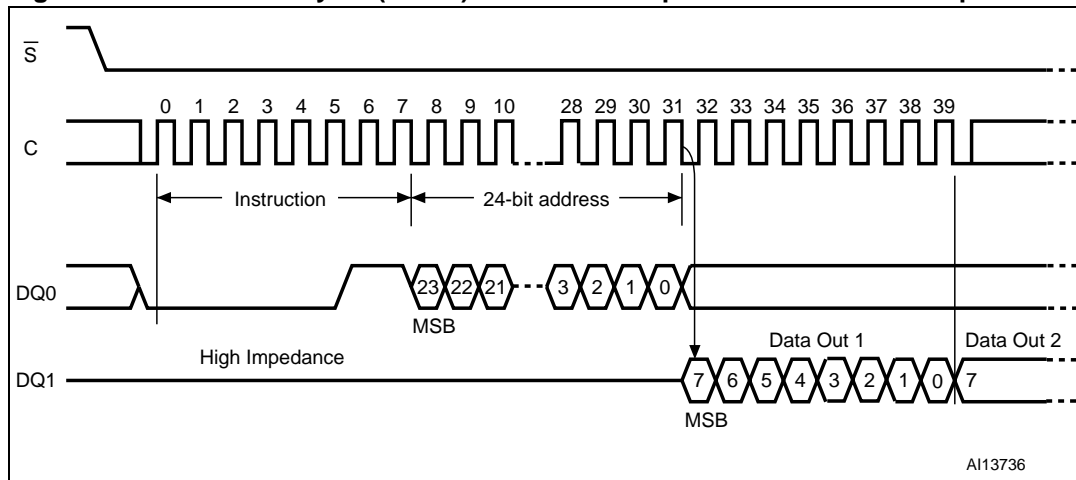 S
0 1 2 3 4 5 6 7 8 9 10 28 29 30 31 32 33 34 35 36 37 38 39
C
Instruction 24-bit address
DQ0 23 22 21 3 2 1 0
MSB
High Impedance Data Out 1 Data Out 2
DQ1 7 6 5 4 3 2 1 0 7
MSB
AI13736